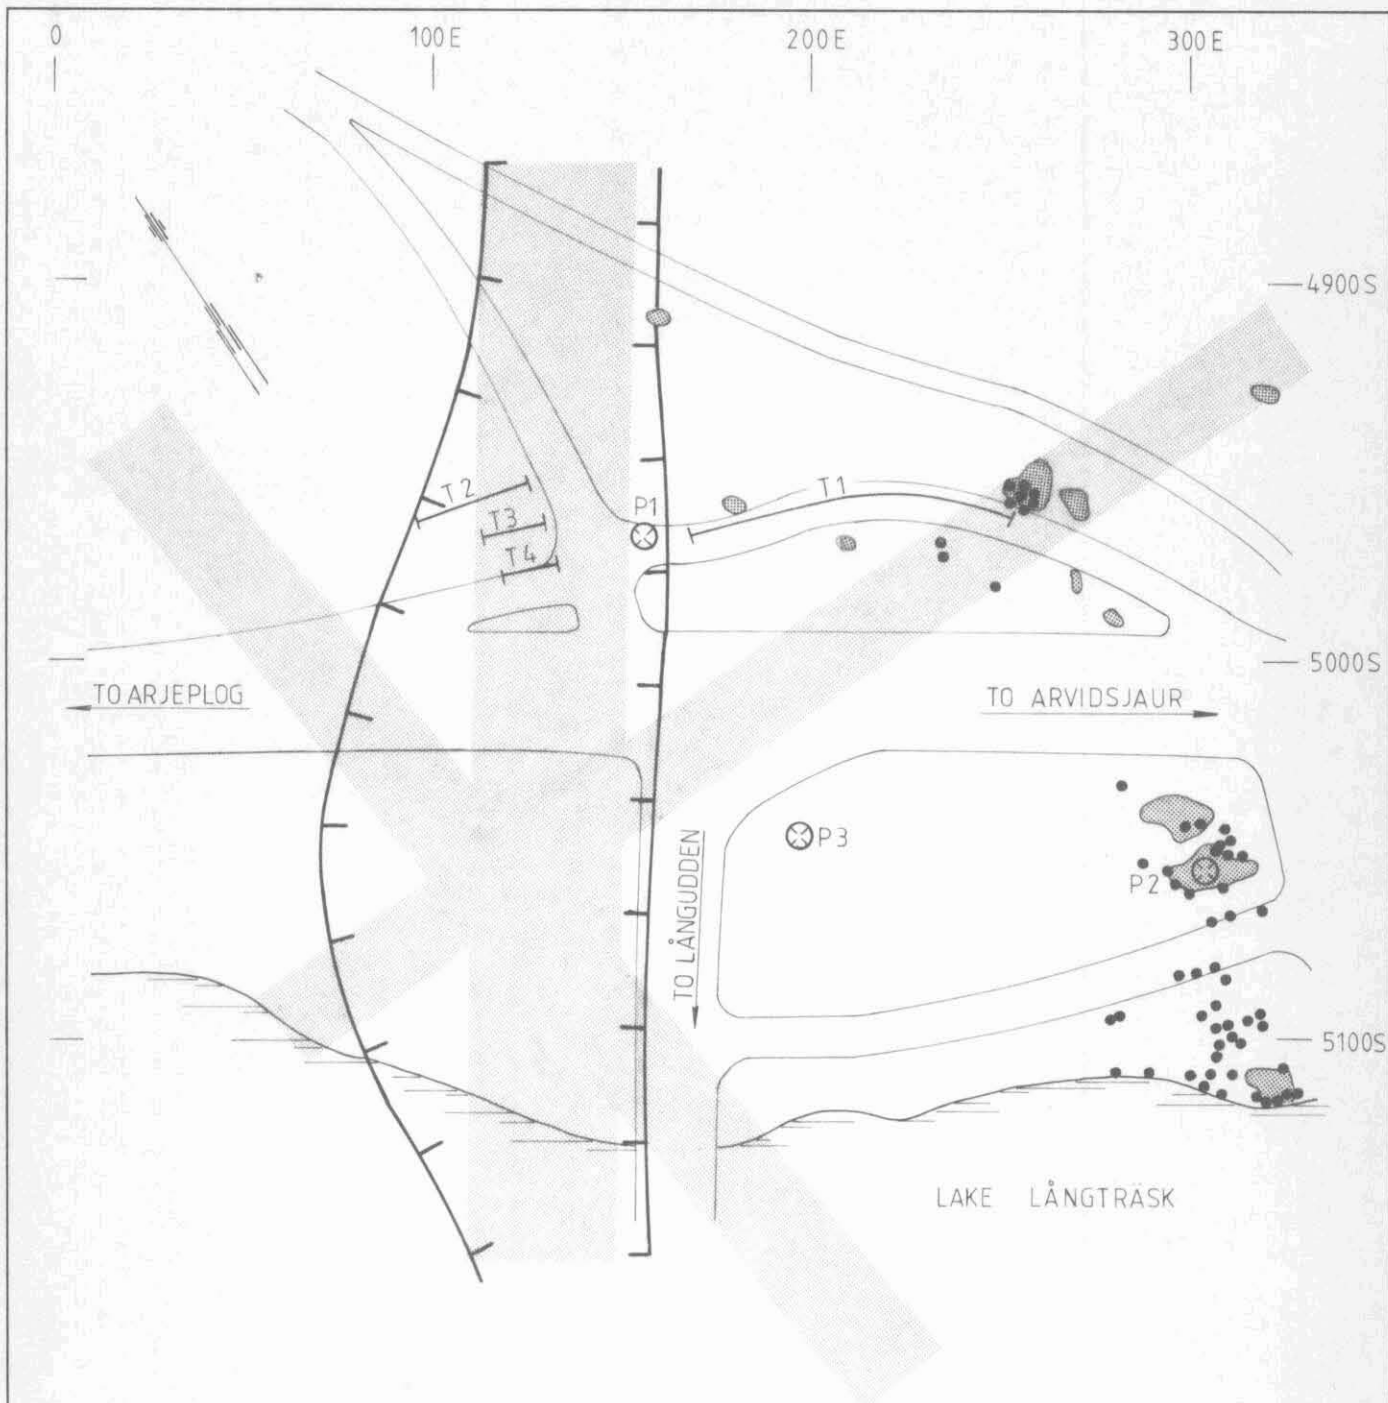 0
100E
200E
300E
4900S
T2
T1
P1
T3
T4
5000S
TO ARJEPLOG
TO ARVIDSJAUR
P3
P2
TO LÅNGUDDEN
5100S
LAKE LÅNGTRÄSK